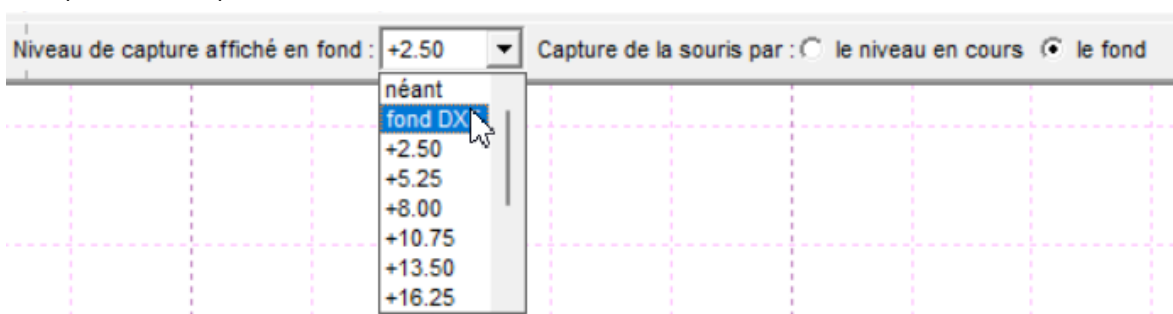 Niveau de capture affiché en fond : +2.50 Capture de la souris par : le niveau en cours le fond
néant
fond DX
+2.50
+5.25
+8.00
+10.75
+13.50
+16.25